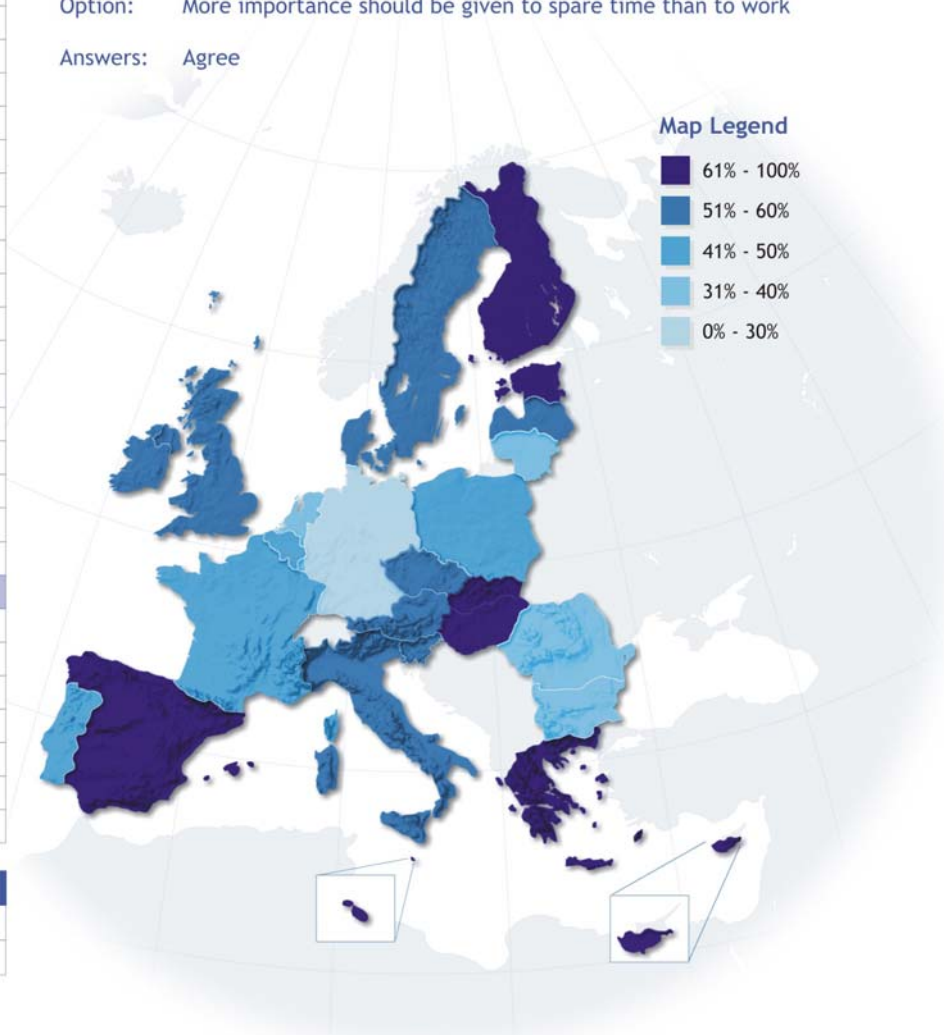 Option: More importance should be given to spare time than to work
Answers: Agree
Map Legend
61% - 100%
51% - 60%
41% - 50%
31% - 40%
0% - 30%